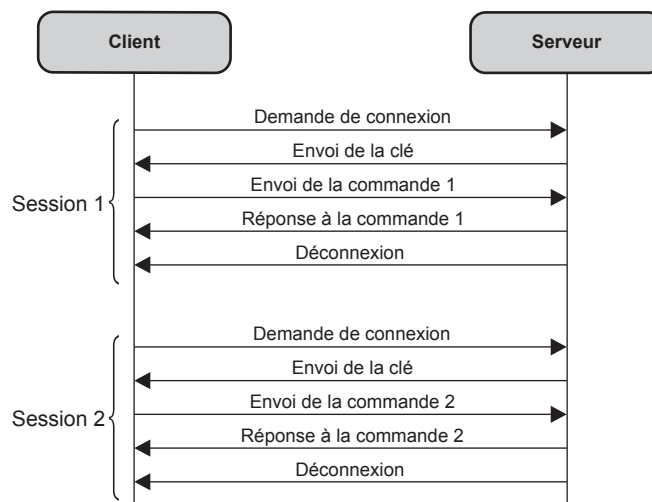 Client
Serveur
Demande de connexion
Envoi de la clé
Session 1
Envoi de la commande 1
Réponse à la commande 1
Déconnexion
Demande de connexion
Envoi de la clé
Session 2
Envoi de la commande 2
Réponse à la commande 2
Déconnexion